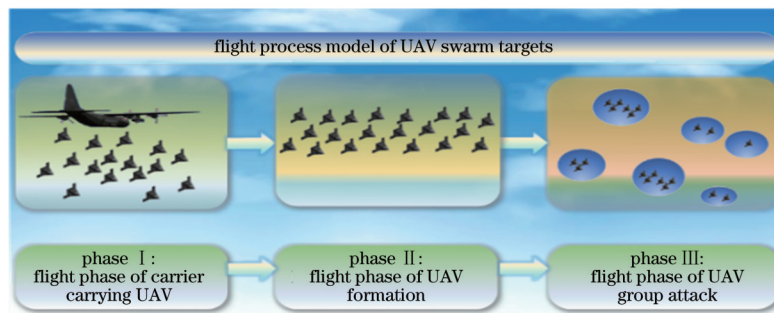 flight process model of UAV swarm targets
phase Ⅰ:
flight phase of carrier
carrying UAV
phase Ⅱ:
flight phase of UAV
formation
phase Ⅲ:
flight phase of UAV
group attack